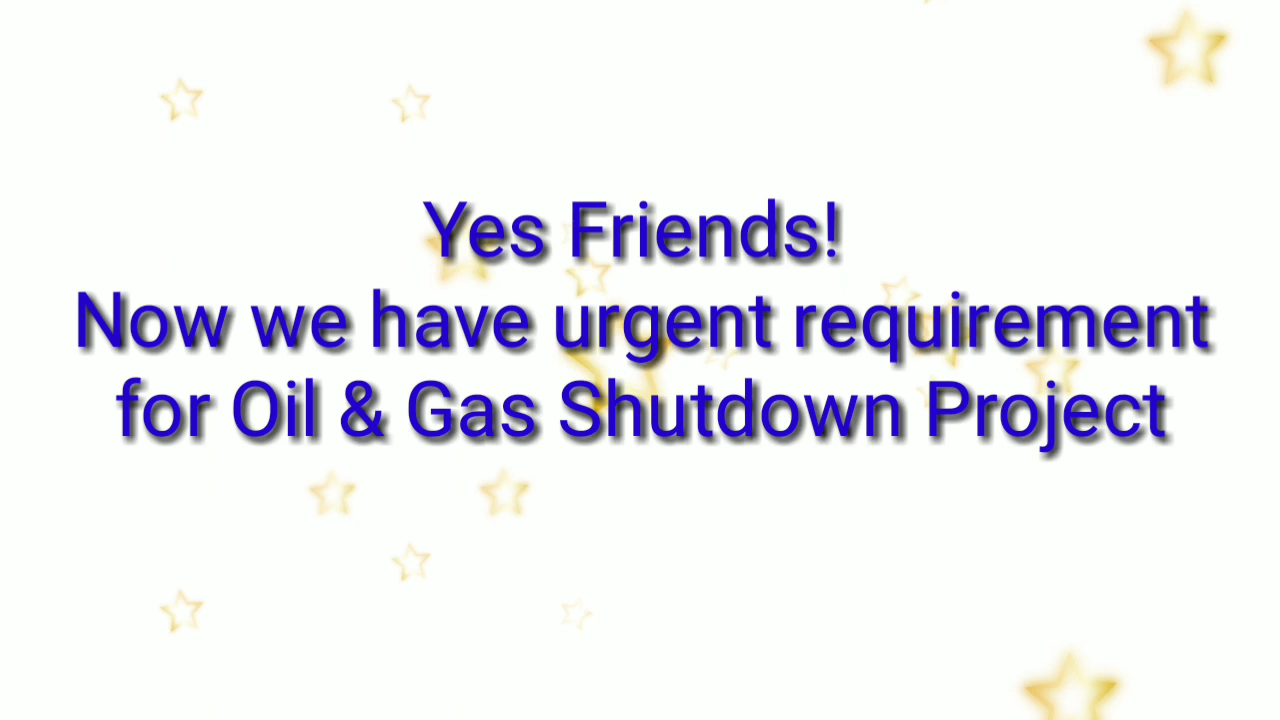 Yes Friends!
Now we have urgent requirement
for Oil & Gas Shutdown Project